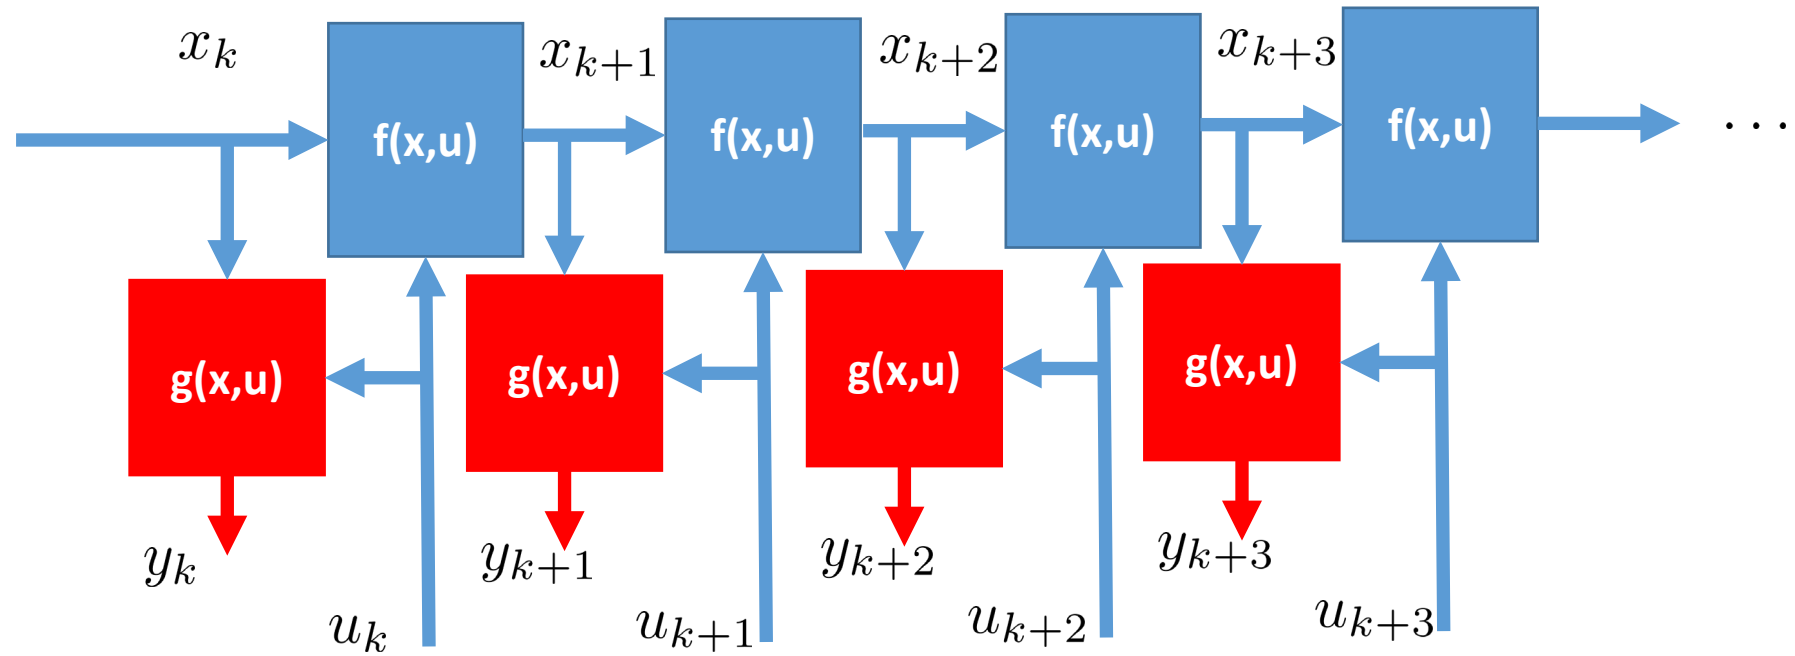 x_k x_{k+1} x_{k+2} x_{k+3}
f(x,u) f(x,u) f(x,u) f(x,u) ...
g(x,u) g(x,u) g(x,u) g(x,u)
y_k y_{k+1} y_{k+2} y_{k+3}
u_k u_{k+1} u_{k+2} u_{k+3}